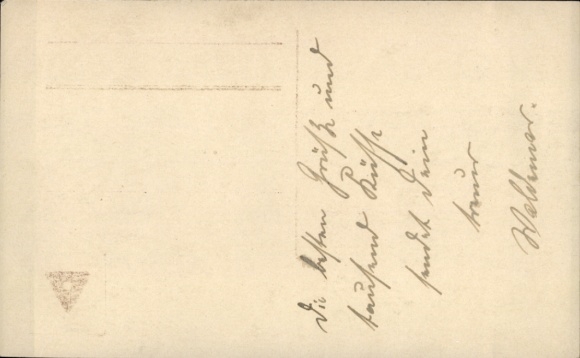 Die besten Grüße und
tausend Küsse
sendet Dein
treuer
Waldemar.